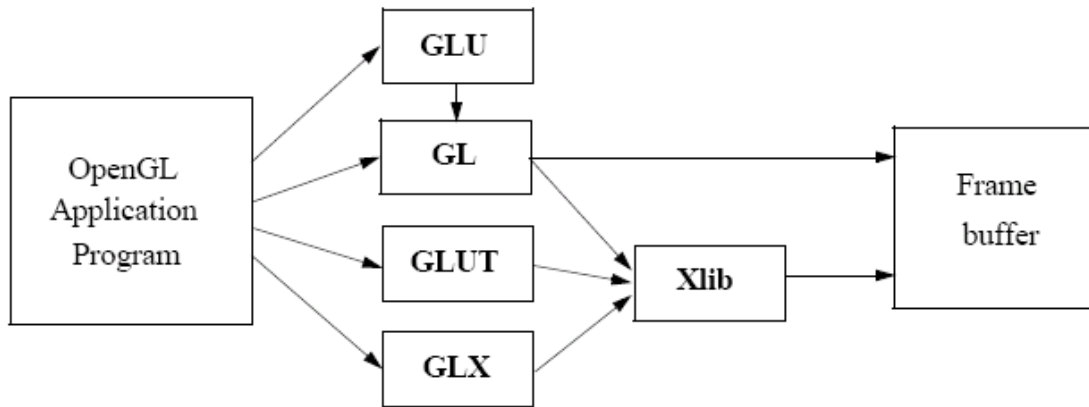 GLU
OpenGL
Application
Program
GL
GLUT
GLX
Xlib
Frame
buffer